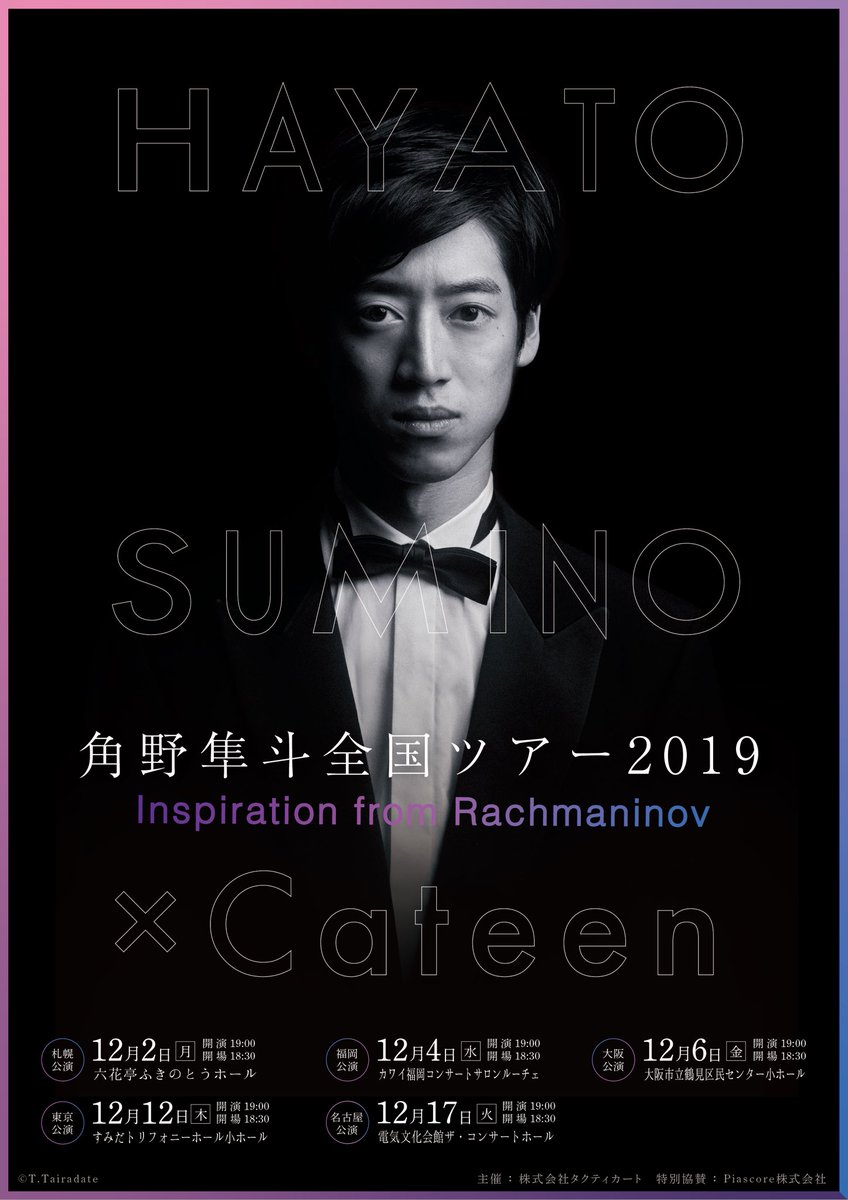 HAYATO
SUMINO
角野隼斗全国ツアー2019
Inspiration from Rachmaninov
×Cateen
札幌公演 12月2日 月 開演 19:00 開場 18:30
六花亭ふきのとうホール
福岡公演 12月4日 水 開演 19:00 開場 18:30
カワイ福岡コンサートサロンルーチェ
大阪公演 12月6日 金 開演 19:00 開場 18:30
大阪市立鶴見区民センター小ホール
東京公演 12月12日 木 開演 19:00 開場 18:30
すみだトリフォニーホール小ホール
名古屋公演 12月17日 火 開演 19:00 開場 18:30
電気文化会館ザ・コンサートホール
©T.Tairadate
主催：株式会社タクティカート 特別協賛：Piascore株式会社